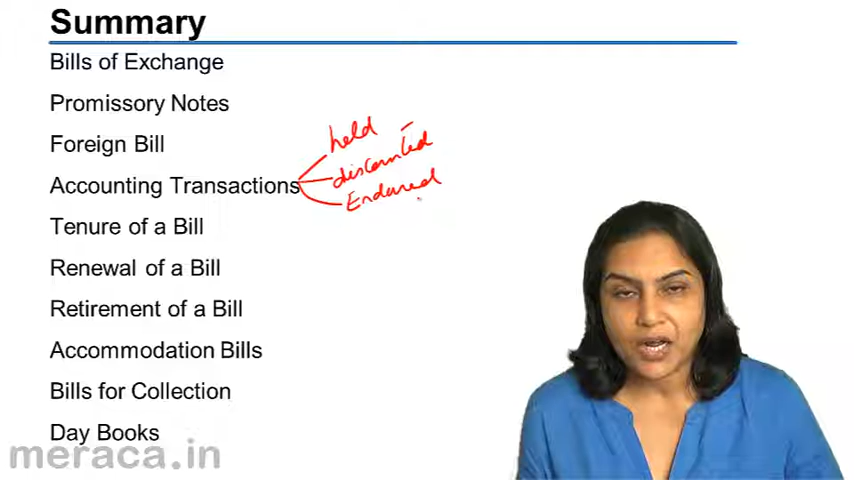 Summary
Bills of Exchange
Promissory Notes
Foreign Bill
held
discounted
Accounting Transactions
Endorsed
Tenure of a Bill
Renewal of a Bill
Retirement of a Bill
Accommodation Bills
Bills for Collection
Day Books
meraca.in